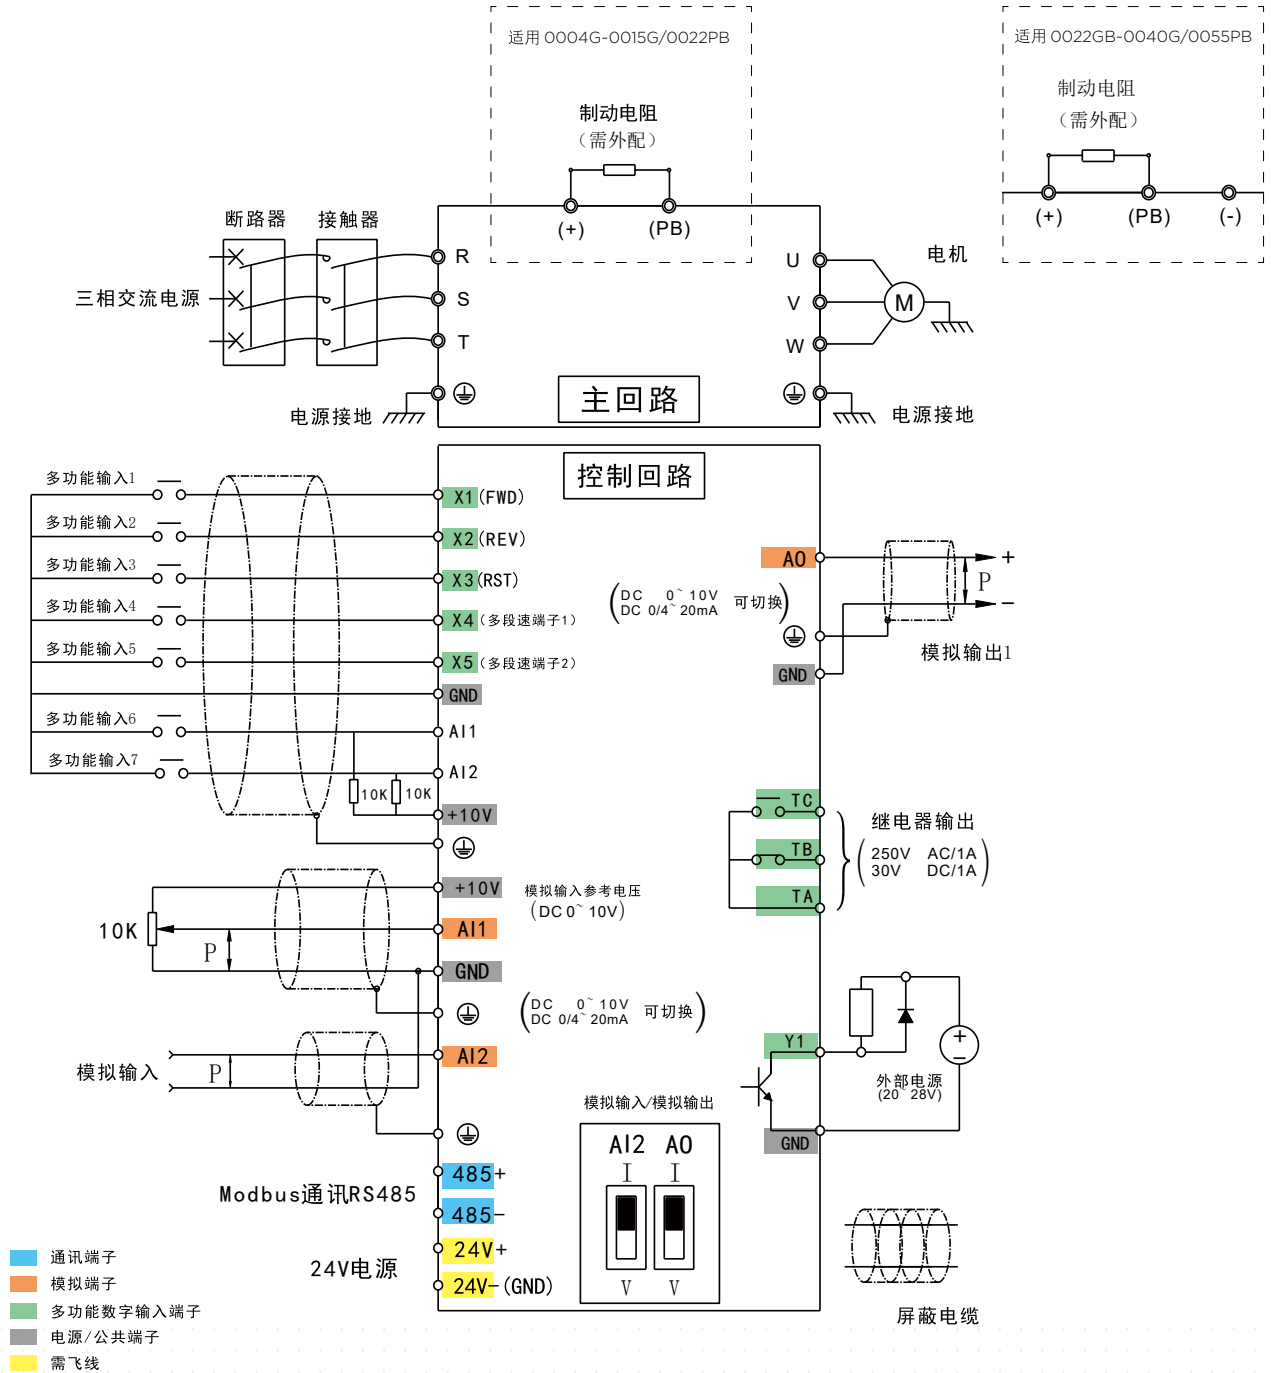 适用 0004G~0015G/0022PB
制动电阻
（需外配）
(+)
(PB)
适用 0022GB-0040G/0055PB
制动电阻
（需外配）
(+)
(PB)
(-)
断路器
接触器
三相交流电源
R
S
T
电源接地
U
V
W
电机
M
电源接地
主回路
控制回路
多功能输入1
X1(FWD)
多功能输入2
X2(REV)
多功能输入3
X3(RST)
多功能输入4
X4(多段速端子1)
多功能输入5
X5(多段速端子2)
GND
多功能输入6
AI1
多功能输入7
AI2
10K
10K
+10V
+10V
模拟输入参考电压
(DC 0~ 10V)
10K
P
AI1
GND
DC 0~ 10V
DC 0/4~ 20mA
可切换
模拟输入
P
AI2
AO
DC 0~ 10V
DC 0/4~ 20mA
可切换
GND
+
P
−
模拟输出1
TC
TB
TA
继电器输出
250V AC/1A
30V DC/1A
Y1
GND
+
−
外部电源
(20~ 28V)
模拟输入/模拟输出
AI2 AO
I I
V V
Modbus通讯RS485
485+
485-
24V电源
24V+
24V-(GND)
屏蔽电缆
通讯端子
模拟端子
多功能数字输入端子
电源/公共端子
需飞线